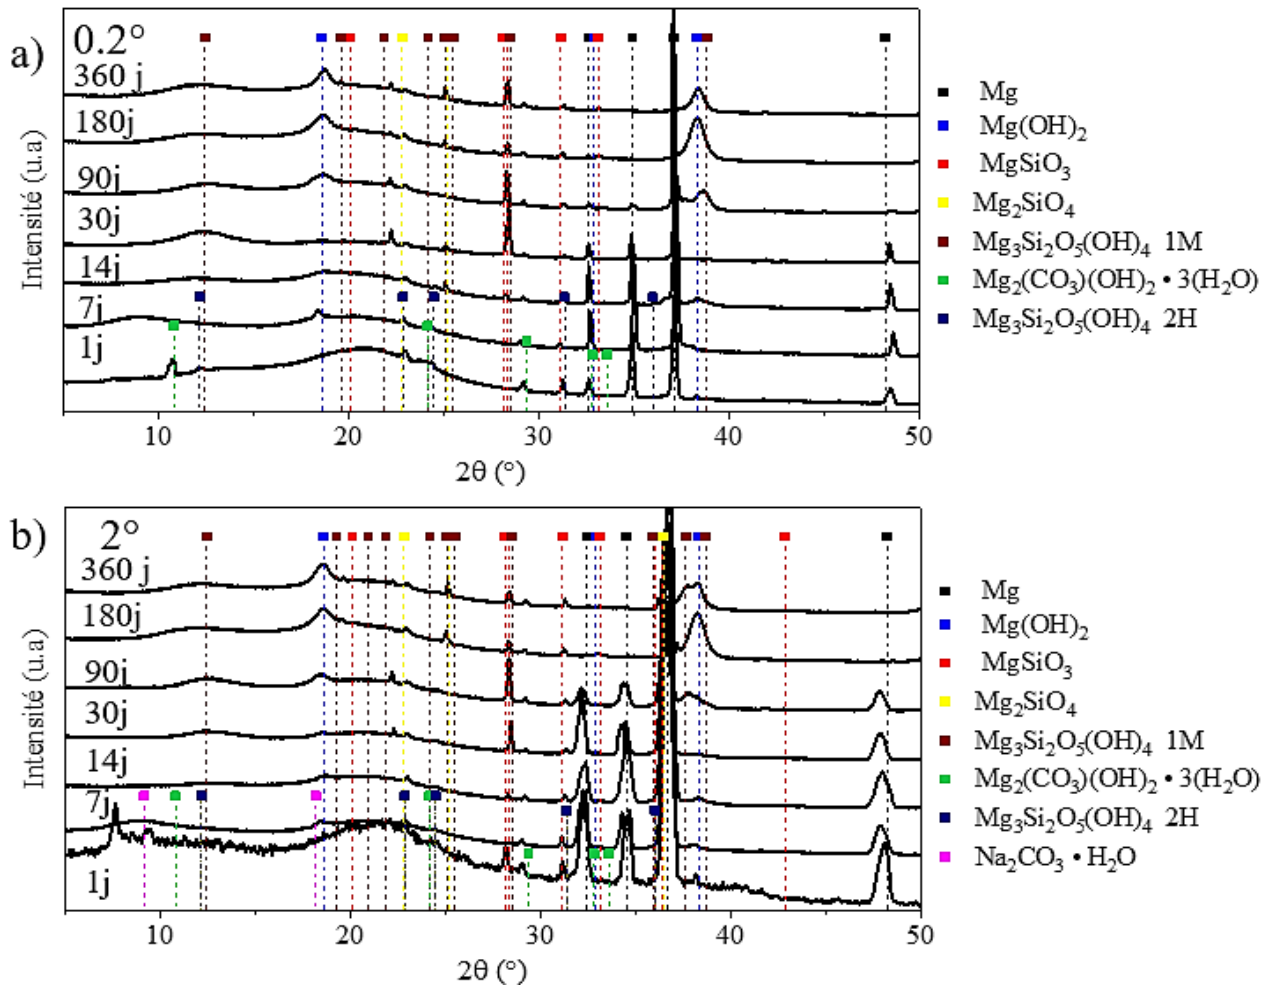 a)
0.2°
360 j
180j
90j
30j
14j
7j
1j
Intensité (u.a)
10 20 30 40 50
2θ (°)
Mg
Mg(OH)2
MgSiO3
Mg2SiO4
Mg3Si2O5(OH)4 1M
Mg2(CO3)(OH)2 • 3(H2O)
Mg3Si2O5(OH)4 2H
b)
2°
360 j
180j
90j
30j
14j
7j
1j
Intensité (u.a)
10 20 30 40 50
2θ (°)
Mg
Mg(OH)2
MgSiO3
Mg2SiO4
Mg3Si2O5(OH)4 1M
Mg2(CO3)(OH)2 • 3(H2O)
Mg3Si2O5(OH)4 2H
Na2CO3 • H2O